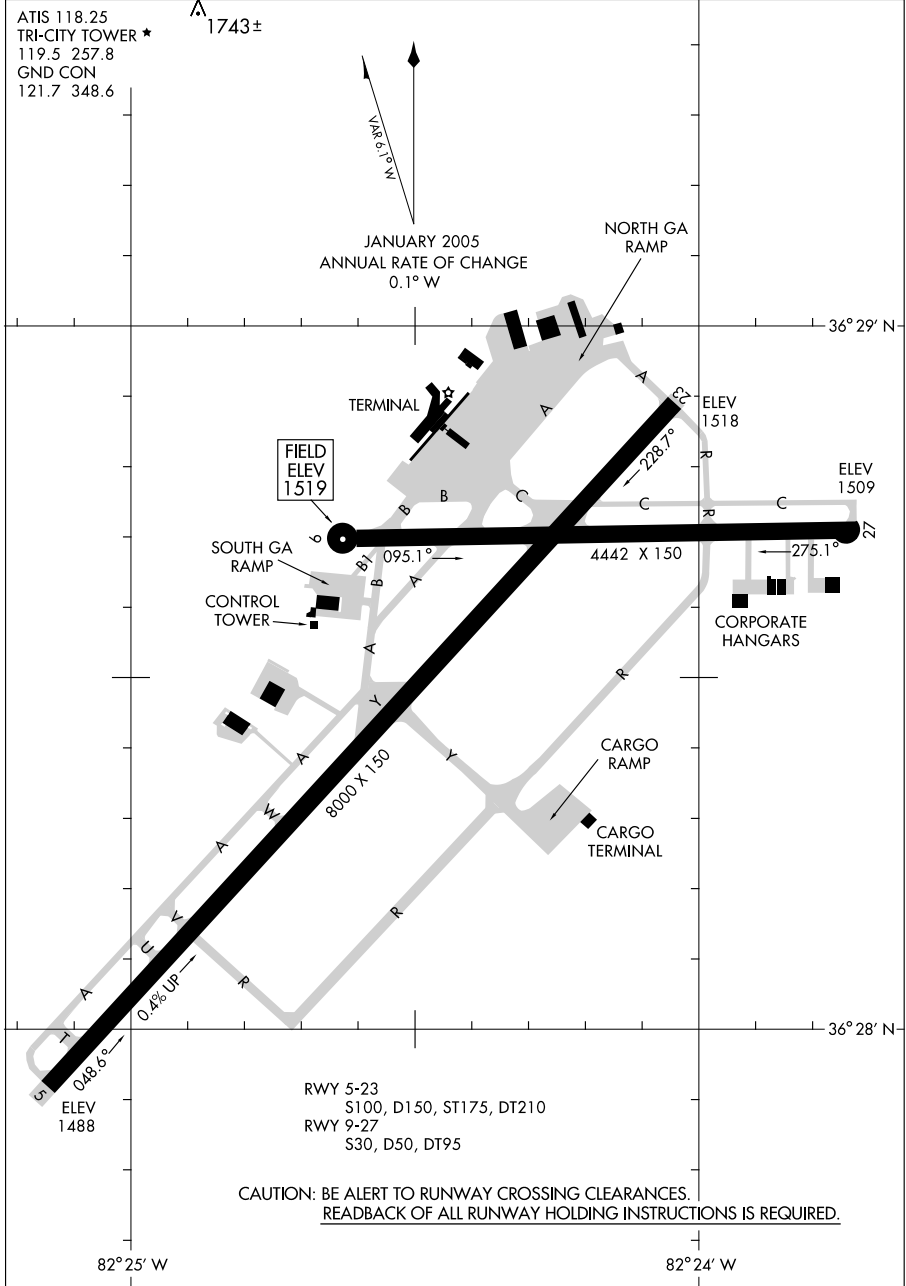 ATIS 118.25
TRI-CITY TOWER ★
119.5 257.8
GND CON
121.7 348.6
1743±
VAR 6.1° W
JANUARY 2005
ANNUAL RATE OF CHANGE
0.1° W
NORTH GA
RAMP
36° 29' N
A
23
ELEV
1518
TERMINAL
A
228.7°
R
FIELD
ELEV
1519
ELEV
1509
B
B
C
C
R
C
9
27
095.1°
4442 X 150
275.1°
SOUTH GA
RAMP
B1
B
A
CONTROL
TOWER
CORPORATE
HANGARS
A
R
Y
A
Y
CARGO
RAMP
8000 X 150
W
A
CARGO
TERMINAL
R
V
U
R
A
0.4% UP
T
048.6°
36° 28' N
5
ELEV
1488
RWY 5-23
S100, D150, ST175, DT210
RWY 9-27
S30, D50, DT95
CAUTION: BE ALERT TO RUNWAY CROSSING CLEARANCES.
READBACK OF ALL RUNWAY HOLDING INSTRUCTIONS IS REQUIRED.
82° 25' W
82° 24' W